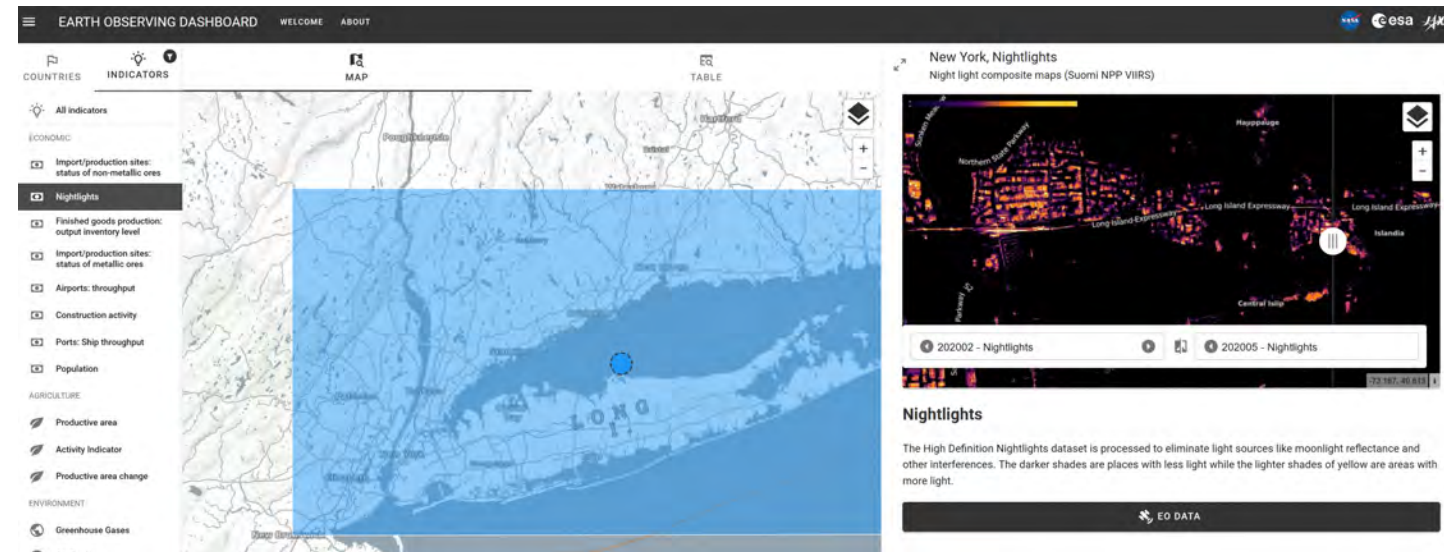 EARTH OBSERVING DASHBOARD
WELCOME
ABOUT
NASA
esa
COUNTRIES
INDICATORS
MAP
TABLE
All indicators
ECONOMIC
Import/production sites:
status of non-metallic ores
Nightlights
Finished goods production:
output inventory level
Import/production sites:
status of metallic ores
Airports: throughput
Construction activity
Ports: Ship throughput
Population
AGRICULTURE
Productive area
Activity Indicator
Productive area change
ENVIRONMENT
Greenhouse Gases
Poughkeepsie
Hartford
Bristol
Waterbury
LONG
New Brunswick
+
−
New York, Nightlights
Night light composite maps (Suomi NPP VIIRS)
Hauppauge
Northern State Parkway
Long Island Expressway
Long Island Expressway
Long Island Expressway
Islandia
Central Islip
Parkway
+
−
202002 - Nightlights
202005 - Nightlights
Nightlights
The High Definition Nightlights dataset is processed to eliminate light sources like moonlight reflectance and
other interferences. The darker shades are places with less light while the lighter shades of yellow are areas with
more light.
EO DATA